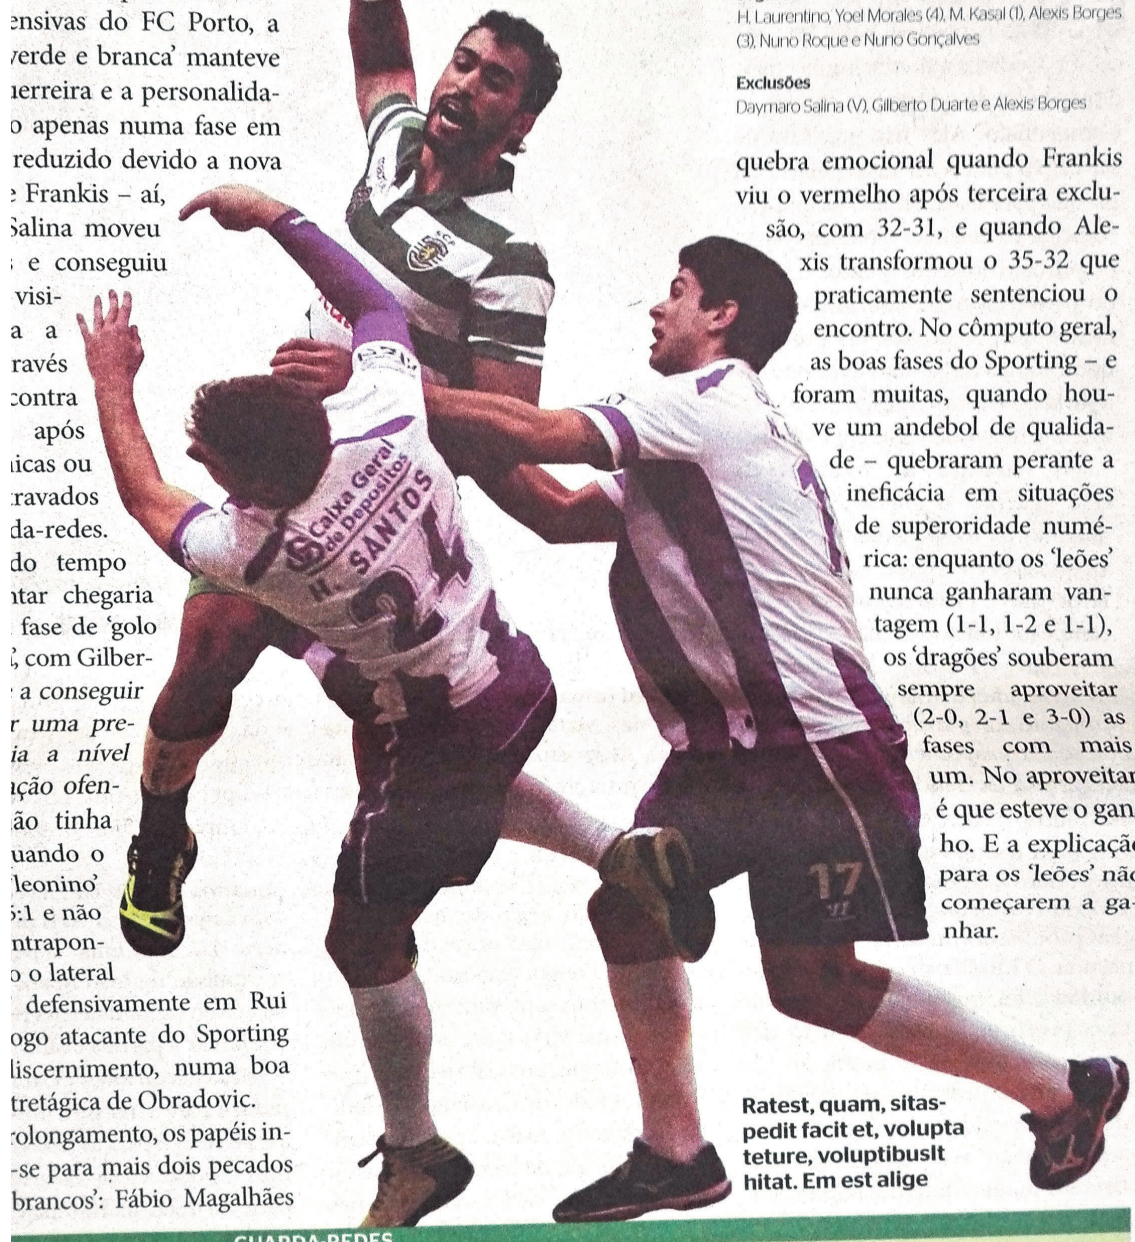 ensivas do FC Porto, a
verde e branca' manteve
uerreira e a personalida-
o apenas numa fase em
reduzido devido a nova
e Frankis – aí,
Salina moveu
s e conseguiu
visi-
a a
ravés
contra
após
nicas ou
travados
da-redes.
do tempo
ntar chegaria
fase de 'golo
', com Gilber-
a conseguir
r uma pre-
ia a nível
ação ofen-
ão tinha
uando o
'leonino'
5:1 e não
ntrapon-
o o lateral
defensivamente em Rui
ogo atacante do Sporting
liscernimento, numa boa
tretágica de Obradovic.
rolongamento, os papéis in-
-se para mais dois pecados
brancos': Fábio Magalhães
SCP
Caixa Geral
de Depositos
H. SANTOS
24
17
H. Laurentino, Yoel Morales (4), M. Kasal (1), Alexis Borges
(3), Nuno Roque e Nuno Gonçalves
Exclusões
Daymaro Salina (V), Gilberto Duarte e Alexis Borges
quebra emocional quando Frankis
viu o vermelho após terceira exclu-
são, com 32-31, e quando Ale-
xis transformou o 35-32 que
praticamente sentenciou o
encontro. No cômputo geral,
as boas fases do Sporting – e
foram muitas, quando hou-
ve um andebol de qualida-
de – quebraram perante a
ineficácia em situações
de superoridade numé-
rica: enquanto os 'leões'
nunca ganharam van-
tagem (1-1, 1-2 e 1-1),
os 'dragões' souberam
sempre aproveitar
(2-0, 2-1 e 3-0) as
fases com mais
um. No aproveitar
é que esteve o gan
ho. E a explicação
para os 'leões' não
começarem a ga-
nhar.
Ratest, quam, sitas-
pedit facit et, volupta
teture, voluptibusIt
hitat. Em est alige
GUARDA-REDES